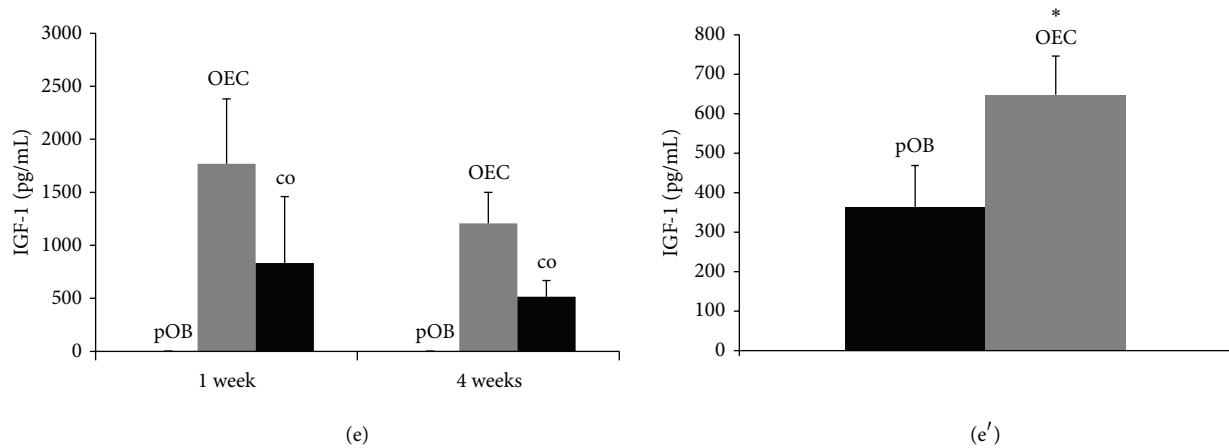 3000
2500
2000
1500
1000
500
0
IGF-1 (pg/mL)
OEC
co
pOB
OEC
co
pOB
1 week
4 weeks
(e)
800
700
600
500
400
300
200
100
0
IGF-1 (pg/mL)
*
OEC
pOB
(e′)